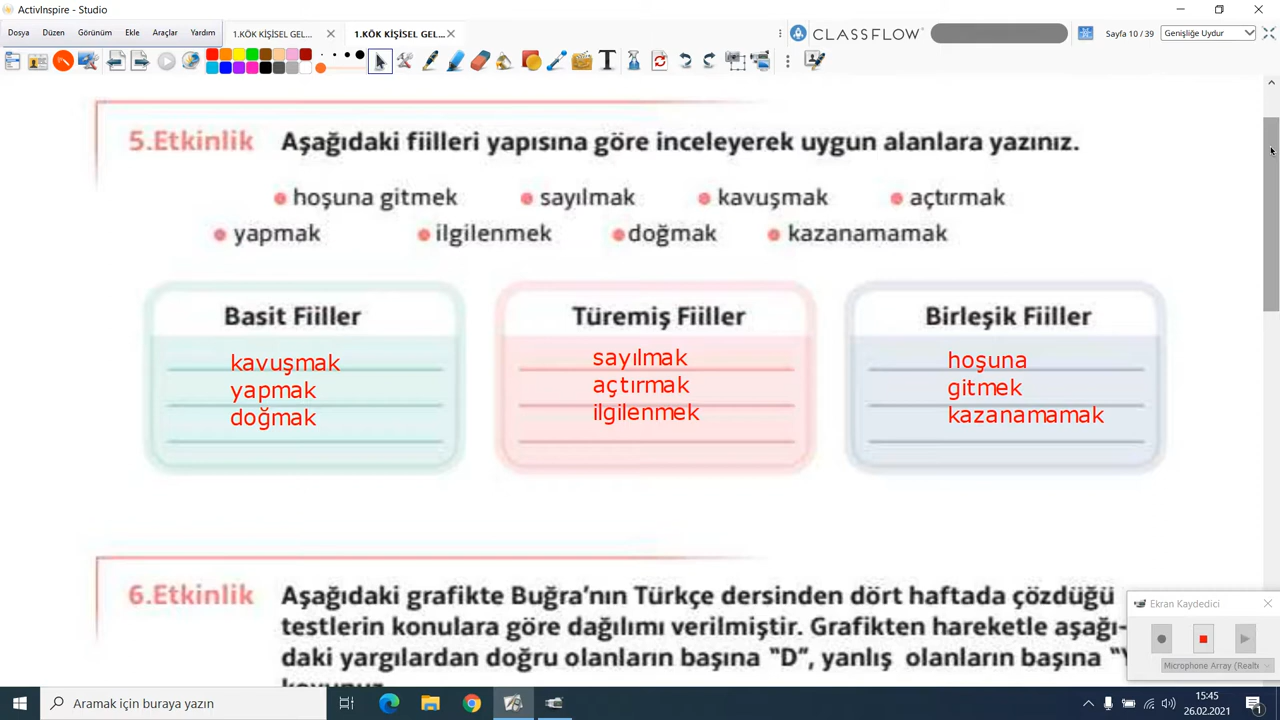 ActivInspire - Studio
Dosya Düzen Görünüm Ekle Araçlar Yardım
1.KÖK KİŞİSEL GEL... 1.KÖK KİŞİSEL GEL...
CLASSFLOW
Sayfa 10 / 39 Genişliğe Uydur
5.Etkinlik Aşağıdaki fiilleri yapısına göre inceleyerek uygun alanlara yazınız.
hoşuna gitmek sayılmak kavuşmak açtırmak
yapmak ilgilenmek doğmak kazanamamak
Basit Fiiller
kavuşmak
yapmak
doğmak
Türemiş Fiiller
sayılmak
açtırmak
ilgilenmek
Birleşik Fiiller
hoşuna
gitmek
kazanamamak
6.Etkinlik Aşağıdaki grafikte Buğra'nın Türkçe dersinden dört haftada çözdüğü
testlerin konulara göre dağılımı verilmiştir. Grafikten hareketle aşağı-
daki yargılardan doğru olanların başına "D", yanlış olanların başına "Y
Ekran Kaydedici
Microphone Array (Realt
Aramak için buraya yazın
15:45
26.02.2021
1